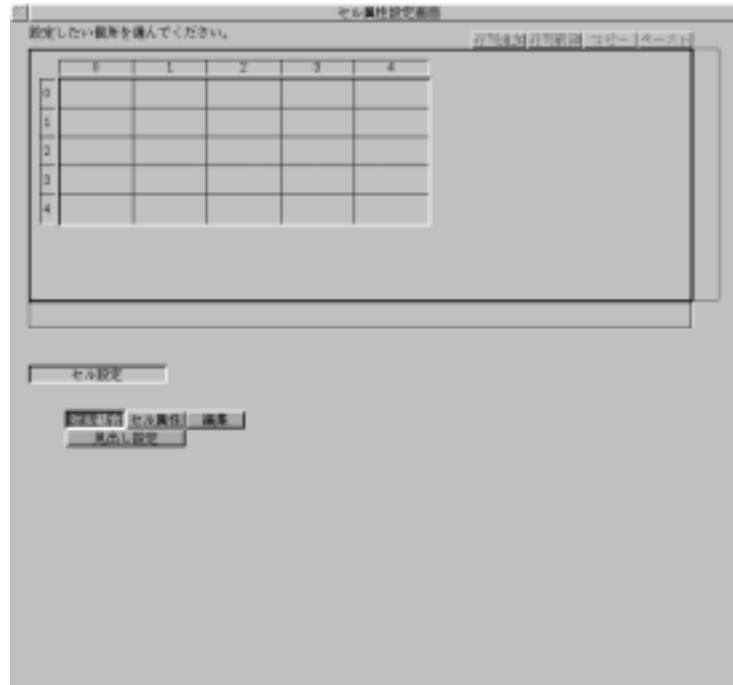 セル属性設定画面
設定したい個所を選んでください。
行列追加 行列削除 コピー ペースト
0 1 2 3 4
0
1
2
3
4
セル設定
セル属性 編集
見出し設定